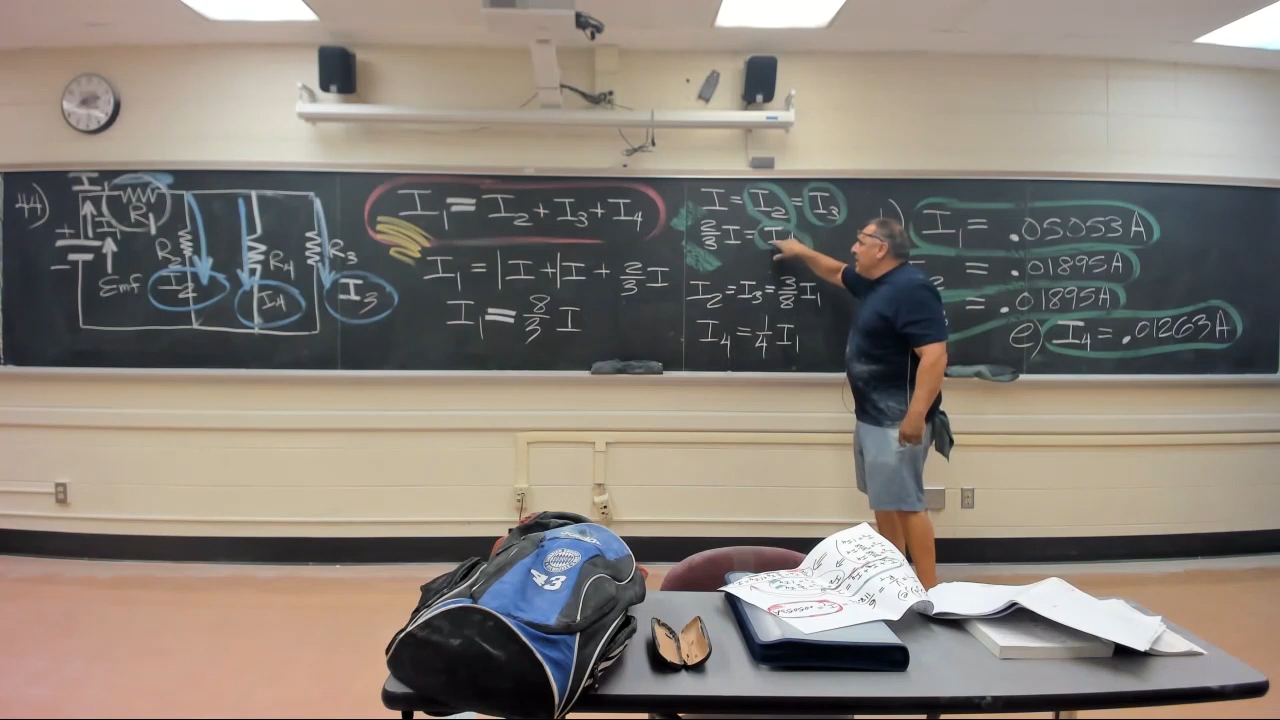 44)
I
I₁
R₁
+
-
Emf
R₂
R₄
R₃
I₂
I₄
I₃
I₁ = I₂ + I₃ + I₄
I₁ = 1I + 1I + 2/3 I
I₁ = 8/3 I
I = I₂ = I₃
2/3 I = I₄
I₂ = I₃ = 3/8 I₁
I₄ = 1/4 I₁
) I₁ = .05053A
₂ = .01895A
₃ = .01895A
e) I₄ = .01263A
43